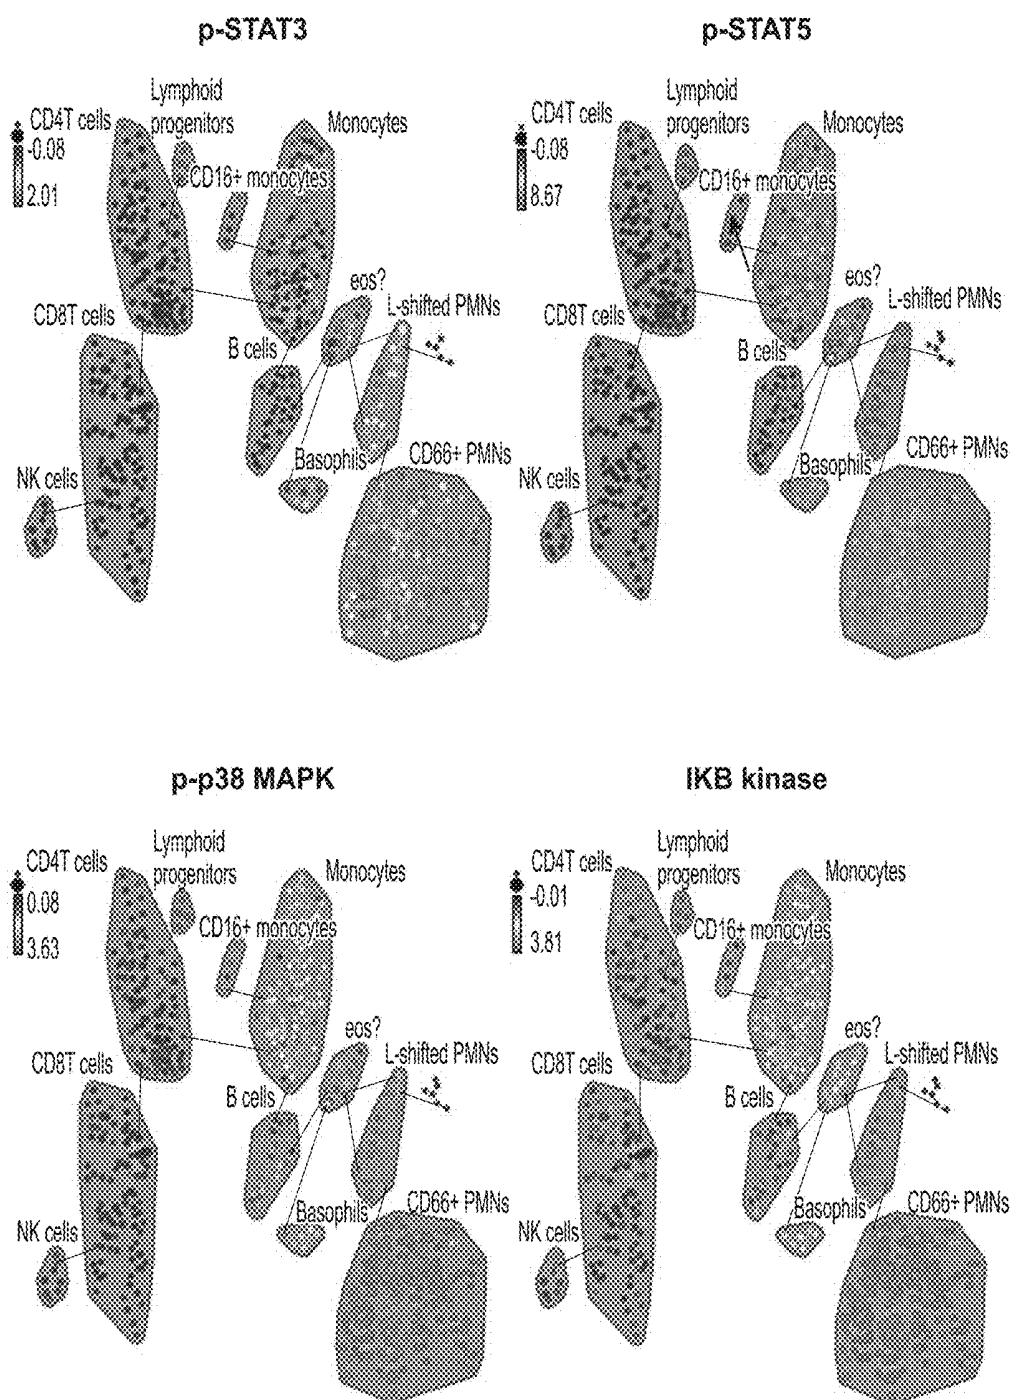 p-STAT3
Lymphoid
progenitors
CD4T cells
Monocytes
-0.08
2.01
CD16+ monocytes
eos?
L-shifted PMNs
CD8T cells
B cells
Basophils
CD66+ PMNs
NK cells
p-STAT5
Lymphoid
progenitors
CD4T cells
Monocytes
-0.08
8.67
CD16+ monocytes
eos?
L-shifted PMNs
CD8T cells
B cells
Basophils
CD66+ PMNs
NK cells
p-p38 MAPK
Lymphoid
progenitors
CD4T cells
Monocytes
0.08
3.63
CD16+ monocytes
eos?
L-shifted PMNs
CD8T cells
B cells
Basophils
CD66+ PMNs
NK cells
IKB kinase
Lymphoid
progenitors
CD4T cells
Monocytes
-0.01
3.81
CD16+ monocytes
eos?
L-shifted PMNs
CD8T cells
B cells
Basophils
CD66+ PMNs
NK cells